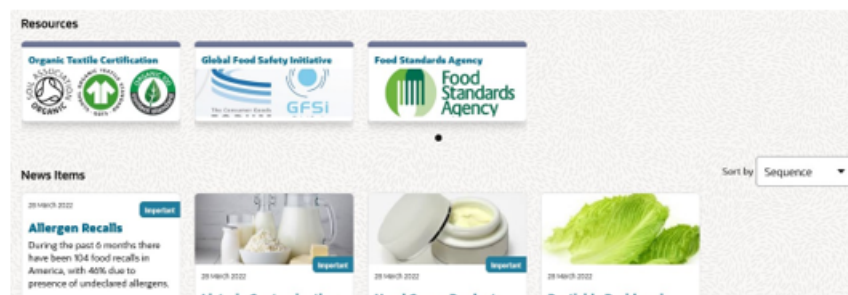 Resources
Organic Textile Certification
Global Food Safety Initiative
Food Standards Agency
SOIL ASSOCIATION
ORGANIC
The Consumer Goods
GFSi
Food
Standards
Agency
News Items
Sort by
Sequence
28 March 2022
Important
Allergen Recalls
During the past 6 months there
have been 104 food recalls in
America, with 46% due to
presence of undeclared allergens.
Important
28 March 2022
Important
28 March 2022
28 March 2022